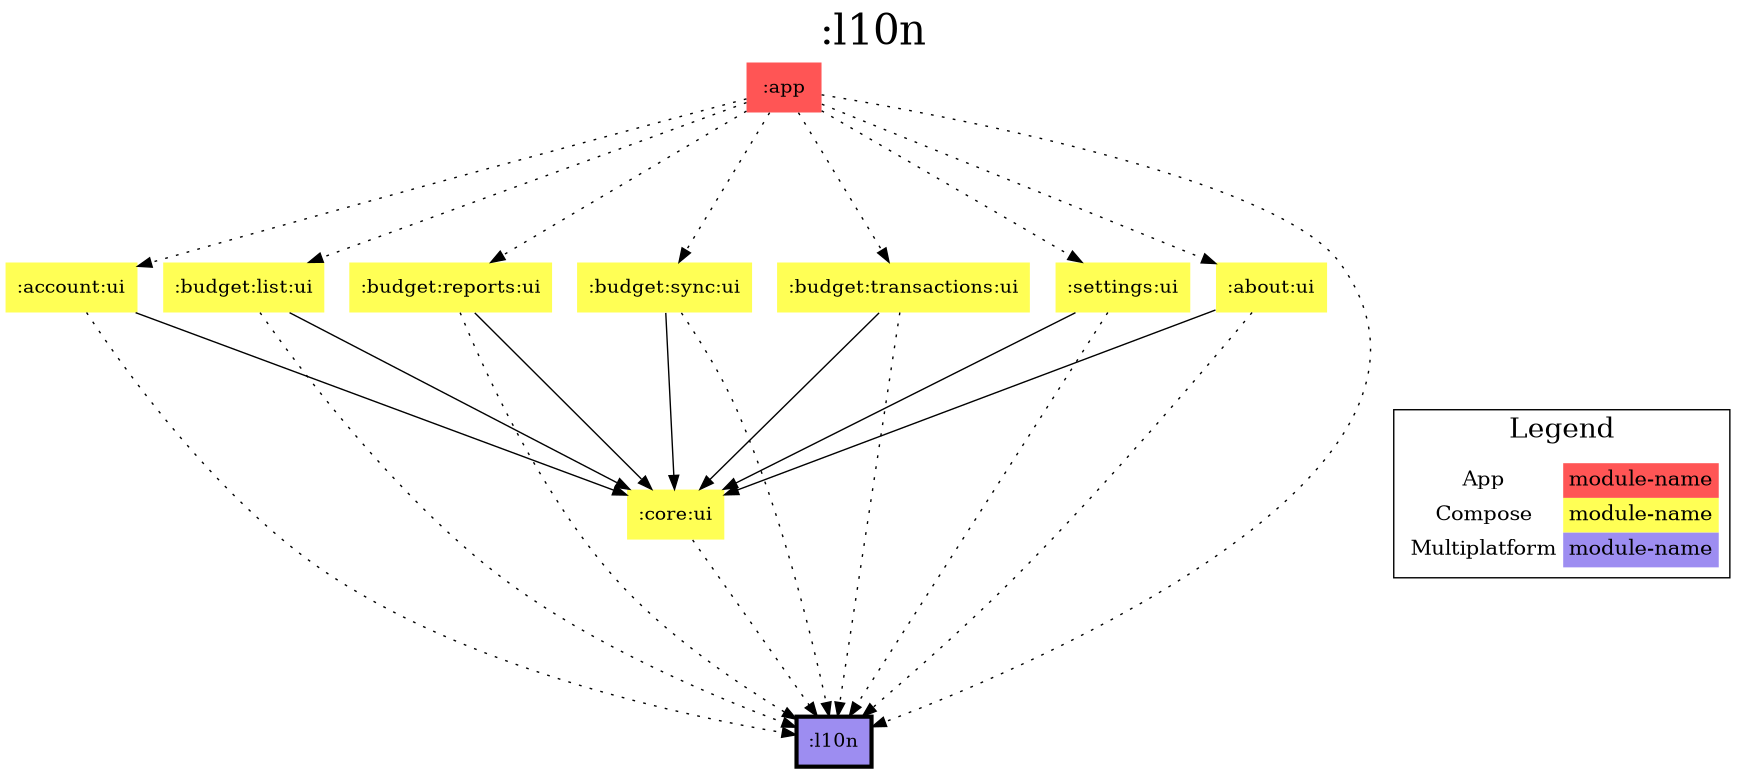 :l10n
:app
:account:ui
:budget:list:ui
:budget:reports:ui
:budget:sync:ui
:budget:transactions:ui
:settings:ui
:about:ui
:core:ui
:l10n
Legend
App module-name
Compose module-name
Multiplatform module-name